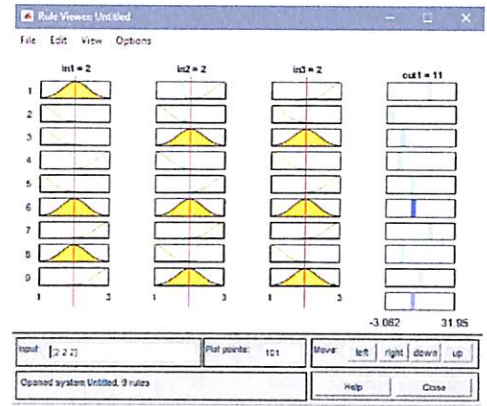 Rule Viewer: Untitled
File Edit View Options
in1 = 2 in2 = 2 in3 = 2 out1 = 11
1
2
3
4
5
6
7
8
9
1 3 1 3 1 3
-3.062 31.95
Input: [2 2 2] Plot points: 101 Move: left right down up
Opened system Untitled, 9 rules Help Close